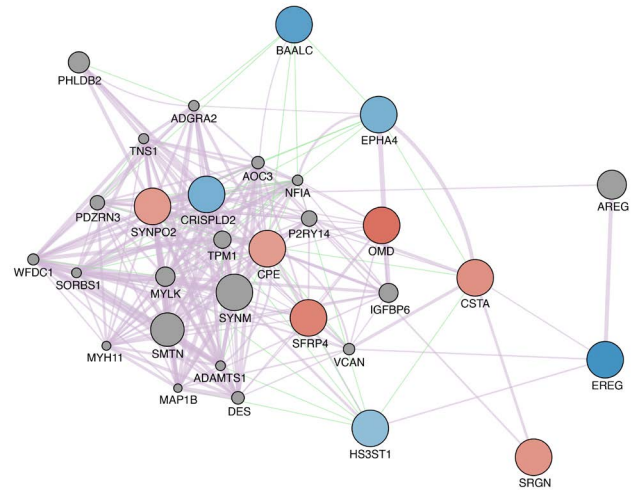 BAALC
PHLDB2
ADGRA2
EPHA4
TNS1
AOC3
NFIA
AREG
PDZRN3
SYNPO2
CRISPLD2
P2RY14
OMD
TPM1
CPE
WFDC1
SORBS1
MYLK
SYNM
IGFBP6
CSTA
SFRP4
MYH11
SMTN
VCAN
ADAMTS1
EREG
MAP1B
DES
HS3ST1
SRGN